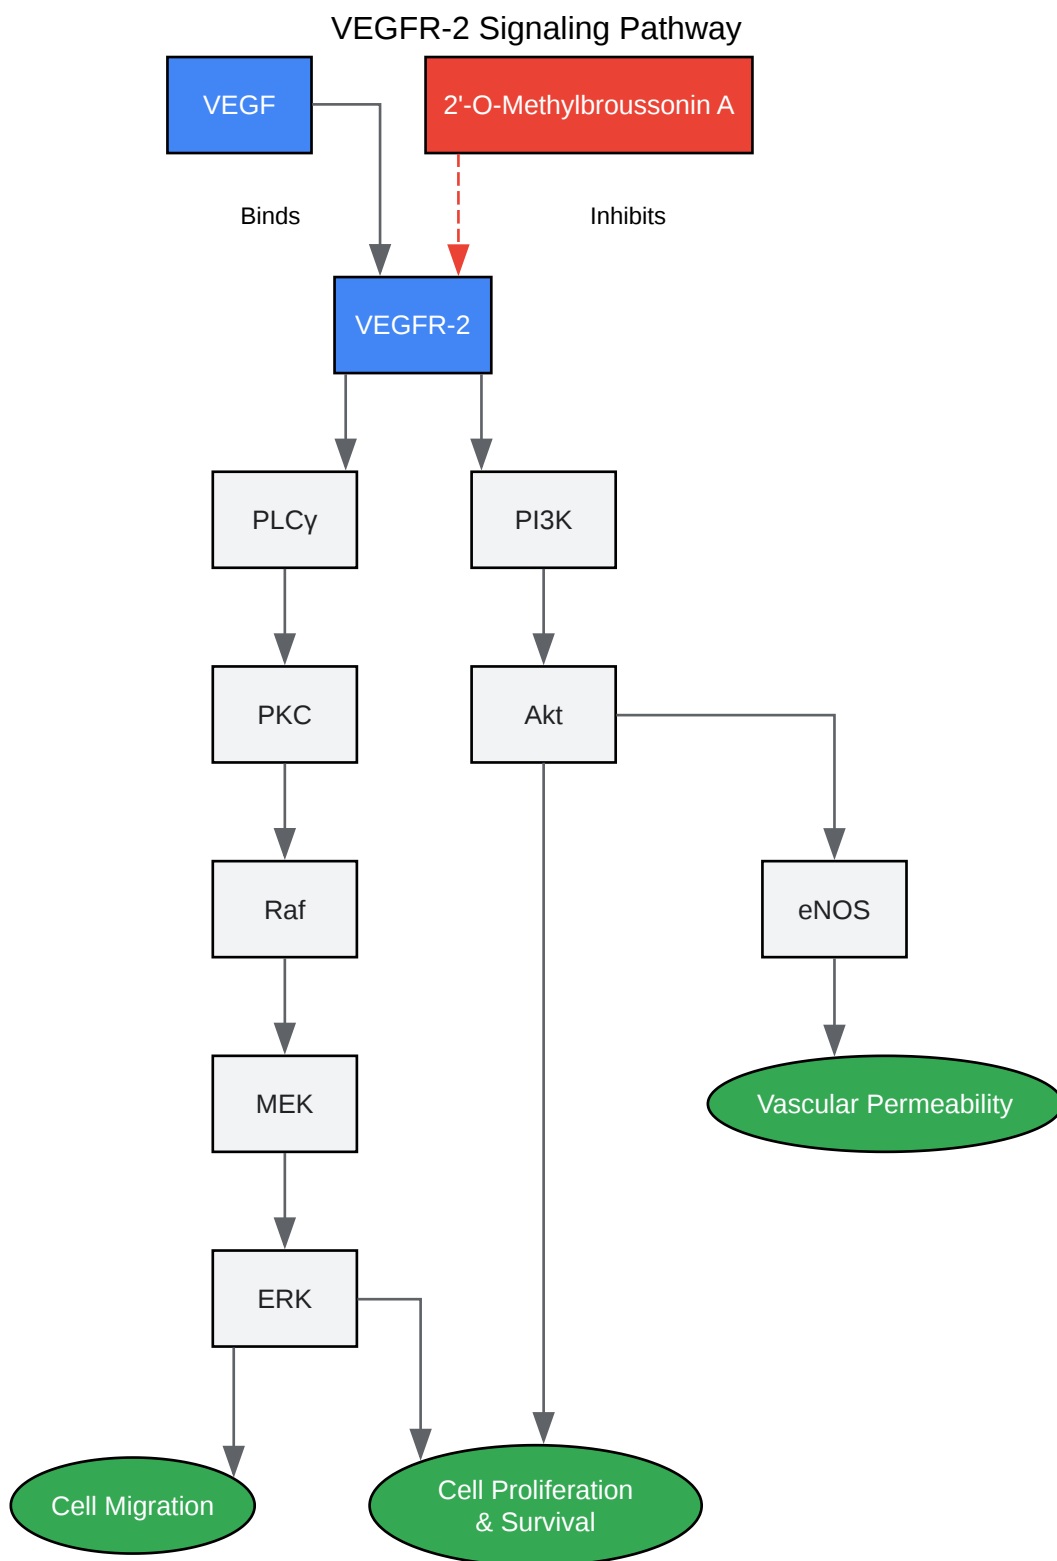 VEGFR-2 Signaling Pathway
VEGF
2'-O-Methylbroussonin A
Binds
Inhibits
VEGFR-2
PLCγ
PI3K
PKC
Akt
Raf
eNOS
MEK
Vascular Permeability
ERK
Cell Migration
Cell Proliferation
& Survival